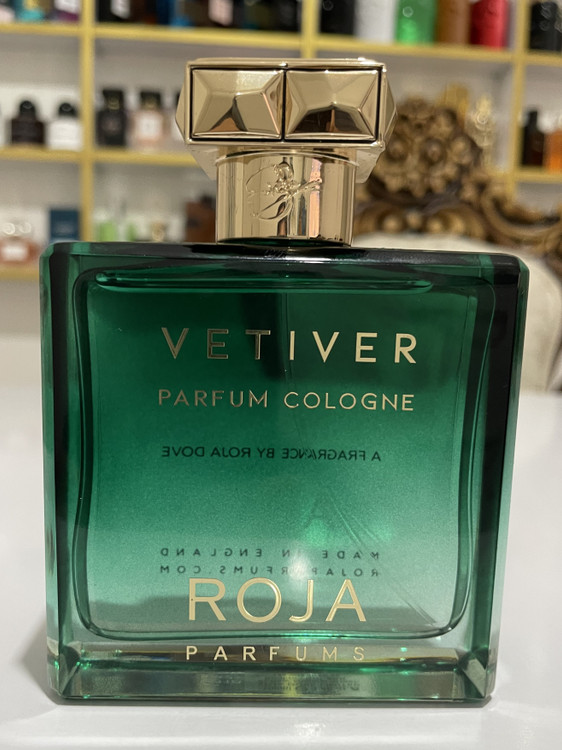 VETIVER
PARFUM COLOGNE
A FRAGRANCE BY ROJA DOVE
MADE IN ENGLAND
ROJAPARFUMS.COM
ROJA
PARFUMS